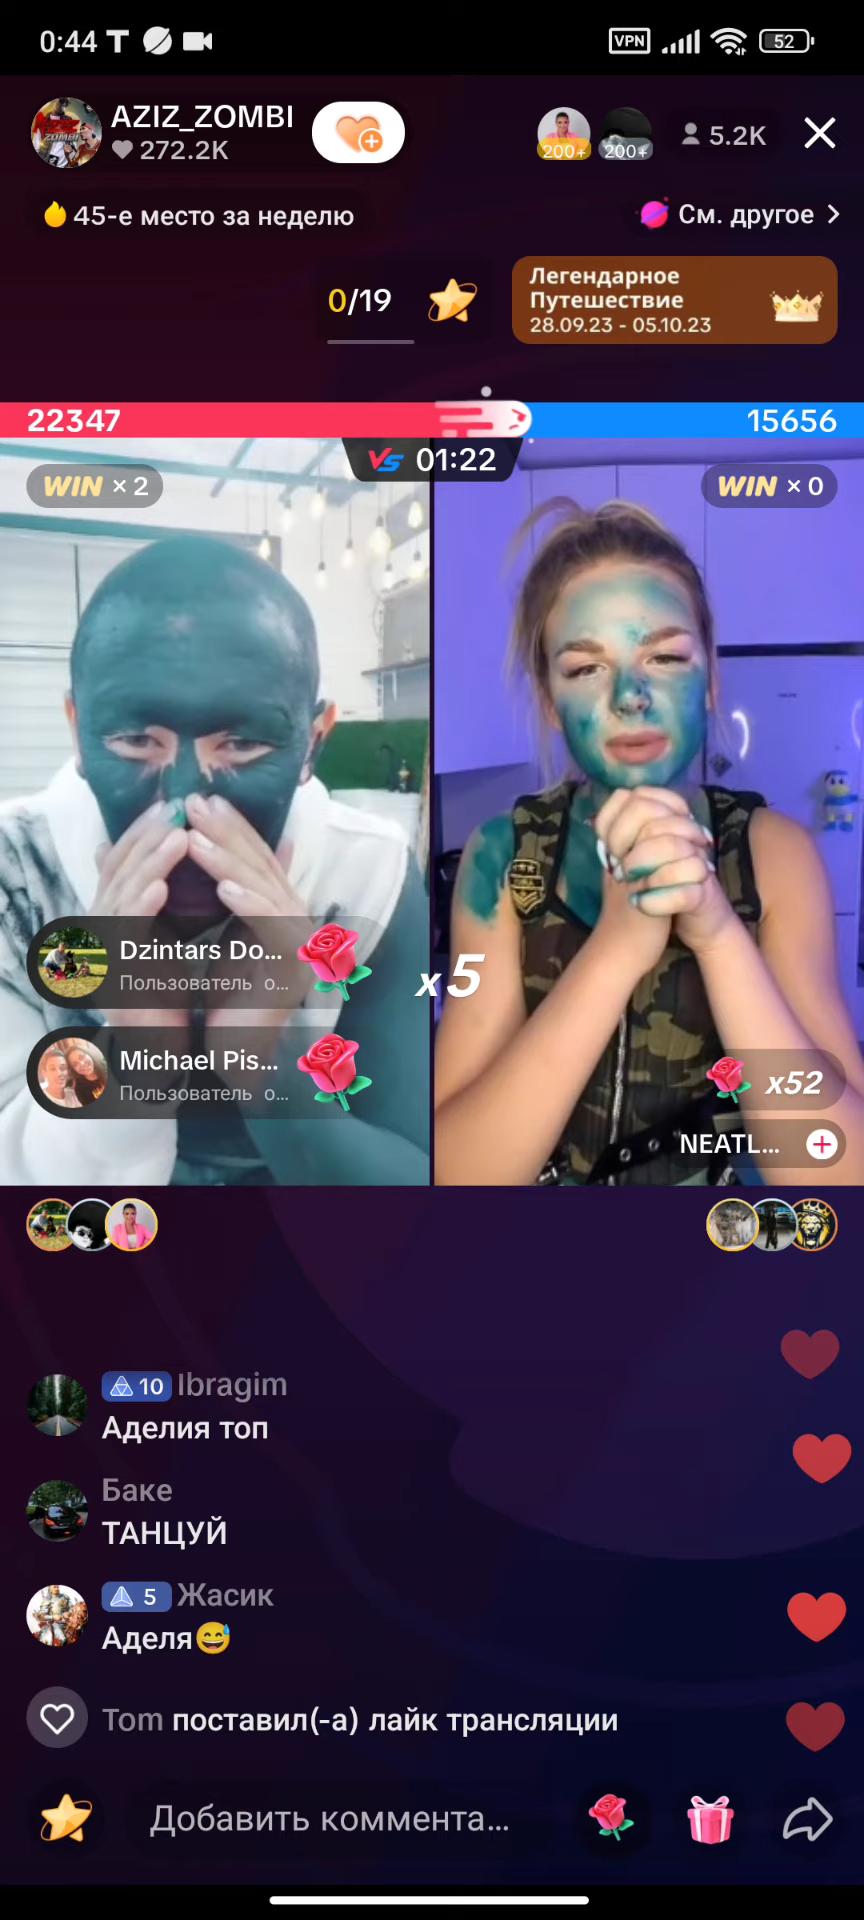 0:44
VPN
52
AZIZ_ZOMBI
272.2K
200+
200+
5.2K
45-е место за неделю
См. другое
0/19
Легендарное
Путешествие
28.09.23 - 05.10.23
22347
15656
VS 01:22
WIN × 2
WIN × 0
Dzintars Do...
Пользователь о...
x5
Michael Pis...
Пользователь о...
x52
NEATL...
10 Ibragim
Аделия топ
Баке
ТАНЦУЙ
5 Жасик
Аделя😅
Tom поставил(-а) лайк трансляции
Добавить коммента...